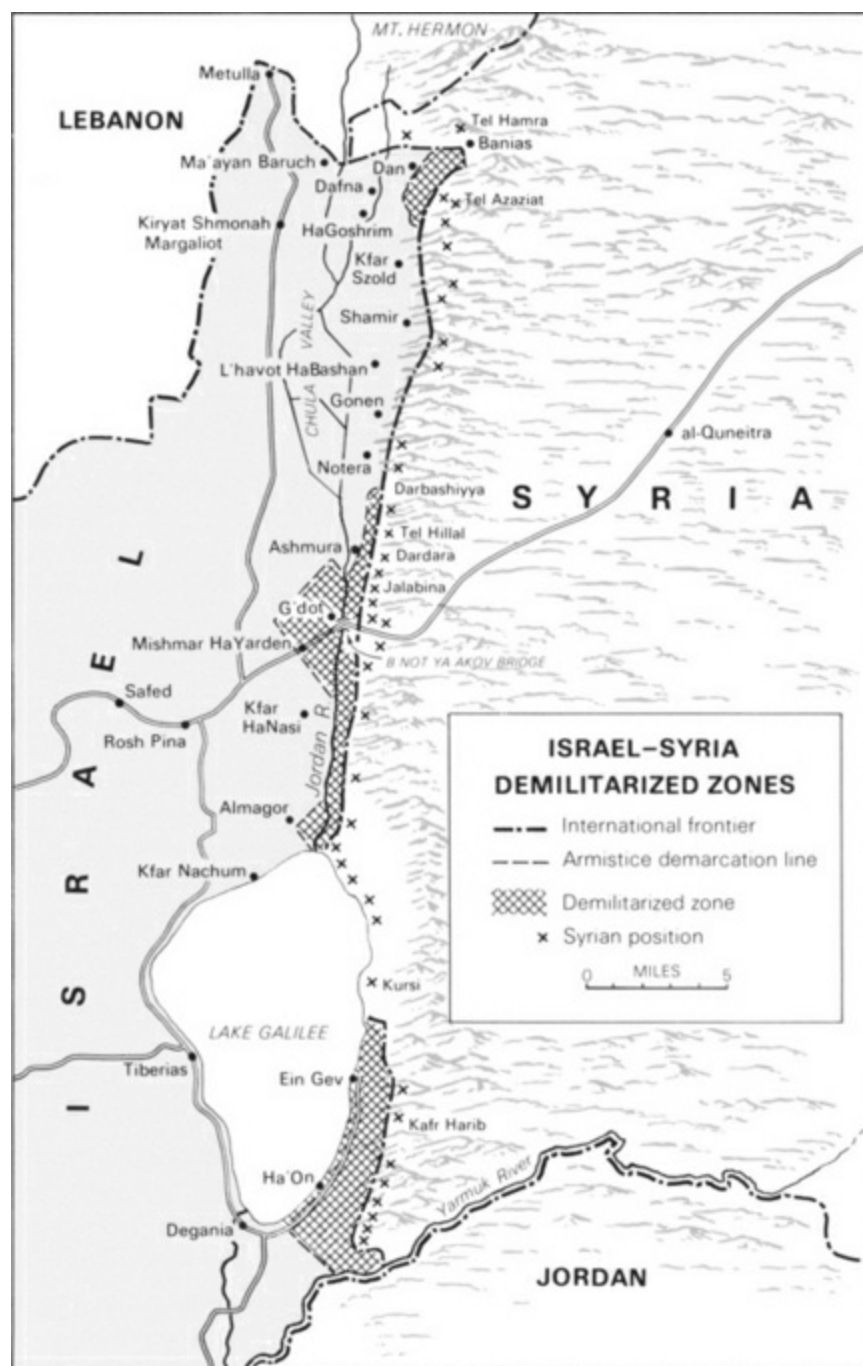 MT. HERMON
Metulla
LEBANON
Tel Hamra
Banias
Ma'ayan Baruch
Dan
Dafna
Tel Azaziat
Kiryat Shmonah
Margaliot
HaGoshrim
Kfar
Szold
Shamir
CHULA VALLEY
L'havot HaBashan
Gonen
al-Quneitra
Notera
Darbashiyya
SYRIA
Tel Hillal
Ashmura
Dardara
Jalabina
G'dot
Mishmar HaYarden
B NOT YA AKOV BRIDGE
Safed
Kfar
HaNasi
Rosh Pina
Jordan R.
Almagor
Kfar Nachum
ISRAEL
ISRAEL–SYRIA
DEMILITARIZED ZONES
International frontier
Armistice demarcation line
Demilitarized zone
Syrian position
0 MILES 5
Kursi
LAKE GALILEE
Tiberias
Ein Gev
Kafr Harib
Ha'On
Yarmuk River
Degania
JORDAN